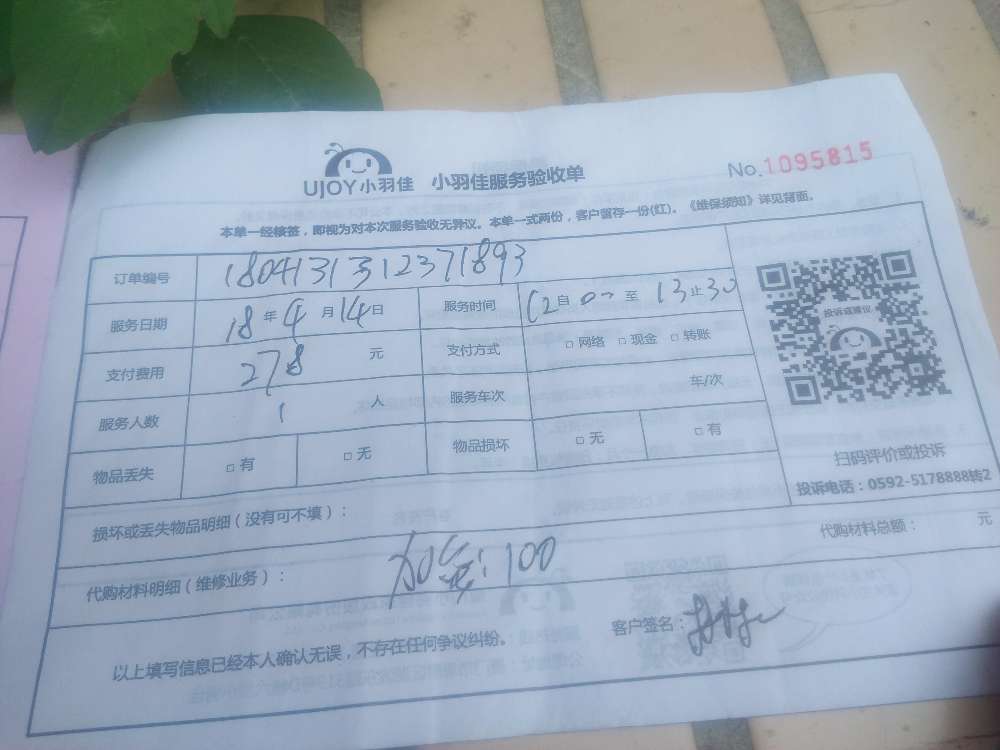 UJOY小羽佳 小羽佳服务验收单 No.1095815
本单一经核签,即视为对本次服务验收无异议。本单一式两份,客户留存一份(红)。《维保须知》详见背面。
订单编号 18041313123718​93
服务日期 18年4月14日 服务时间 12自00至13止30
支付费用 278元 支付方式 □网络 □现金 □转账
服务人数 1人 服务车次 车/次
物品丢失 □有 □无 物品损坏 □无 □有
投诉或建议
扫码评价或投诉
投诉电话:0592-5178888转2
损坏或丢失物品明细(没有可不填):
代购材料明细(维修业务): 100 代购材料总额: 元
以上填写信息已经本人确认无误,不存在任何争议纠纷。 客户签名: